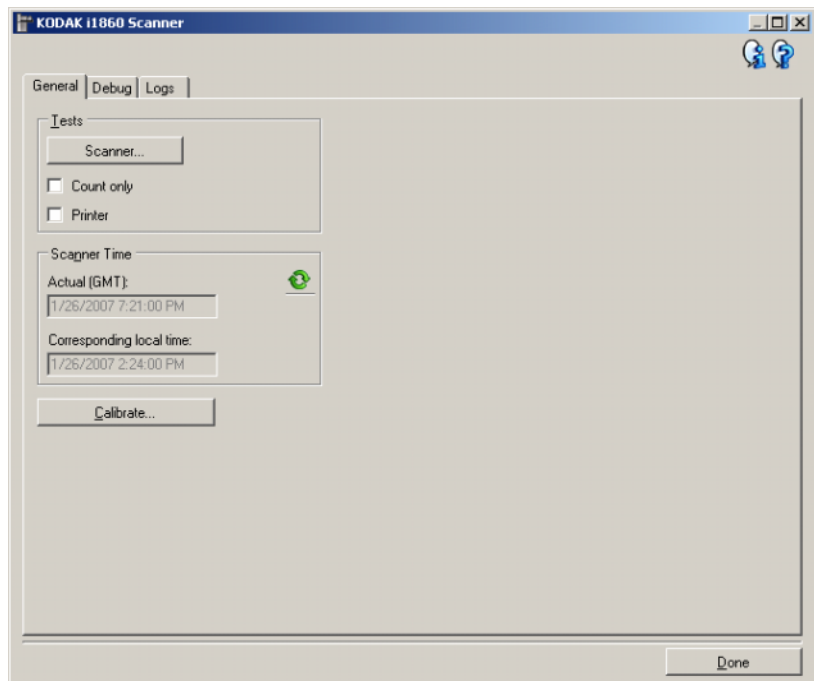 KODAK i1860 Scanner
General Debug Logs
Tests
Scanner...
Count only
Printer
Scanner Time
Actual (GMT):
1/26/2007 7:21:00 PM
Corresponding local time:
1/26/2007 2:24:00 PM
Calibrate...
Done